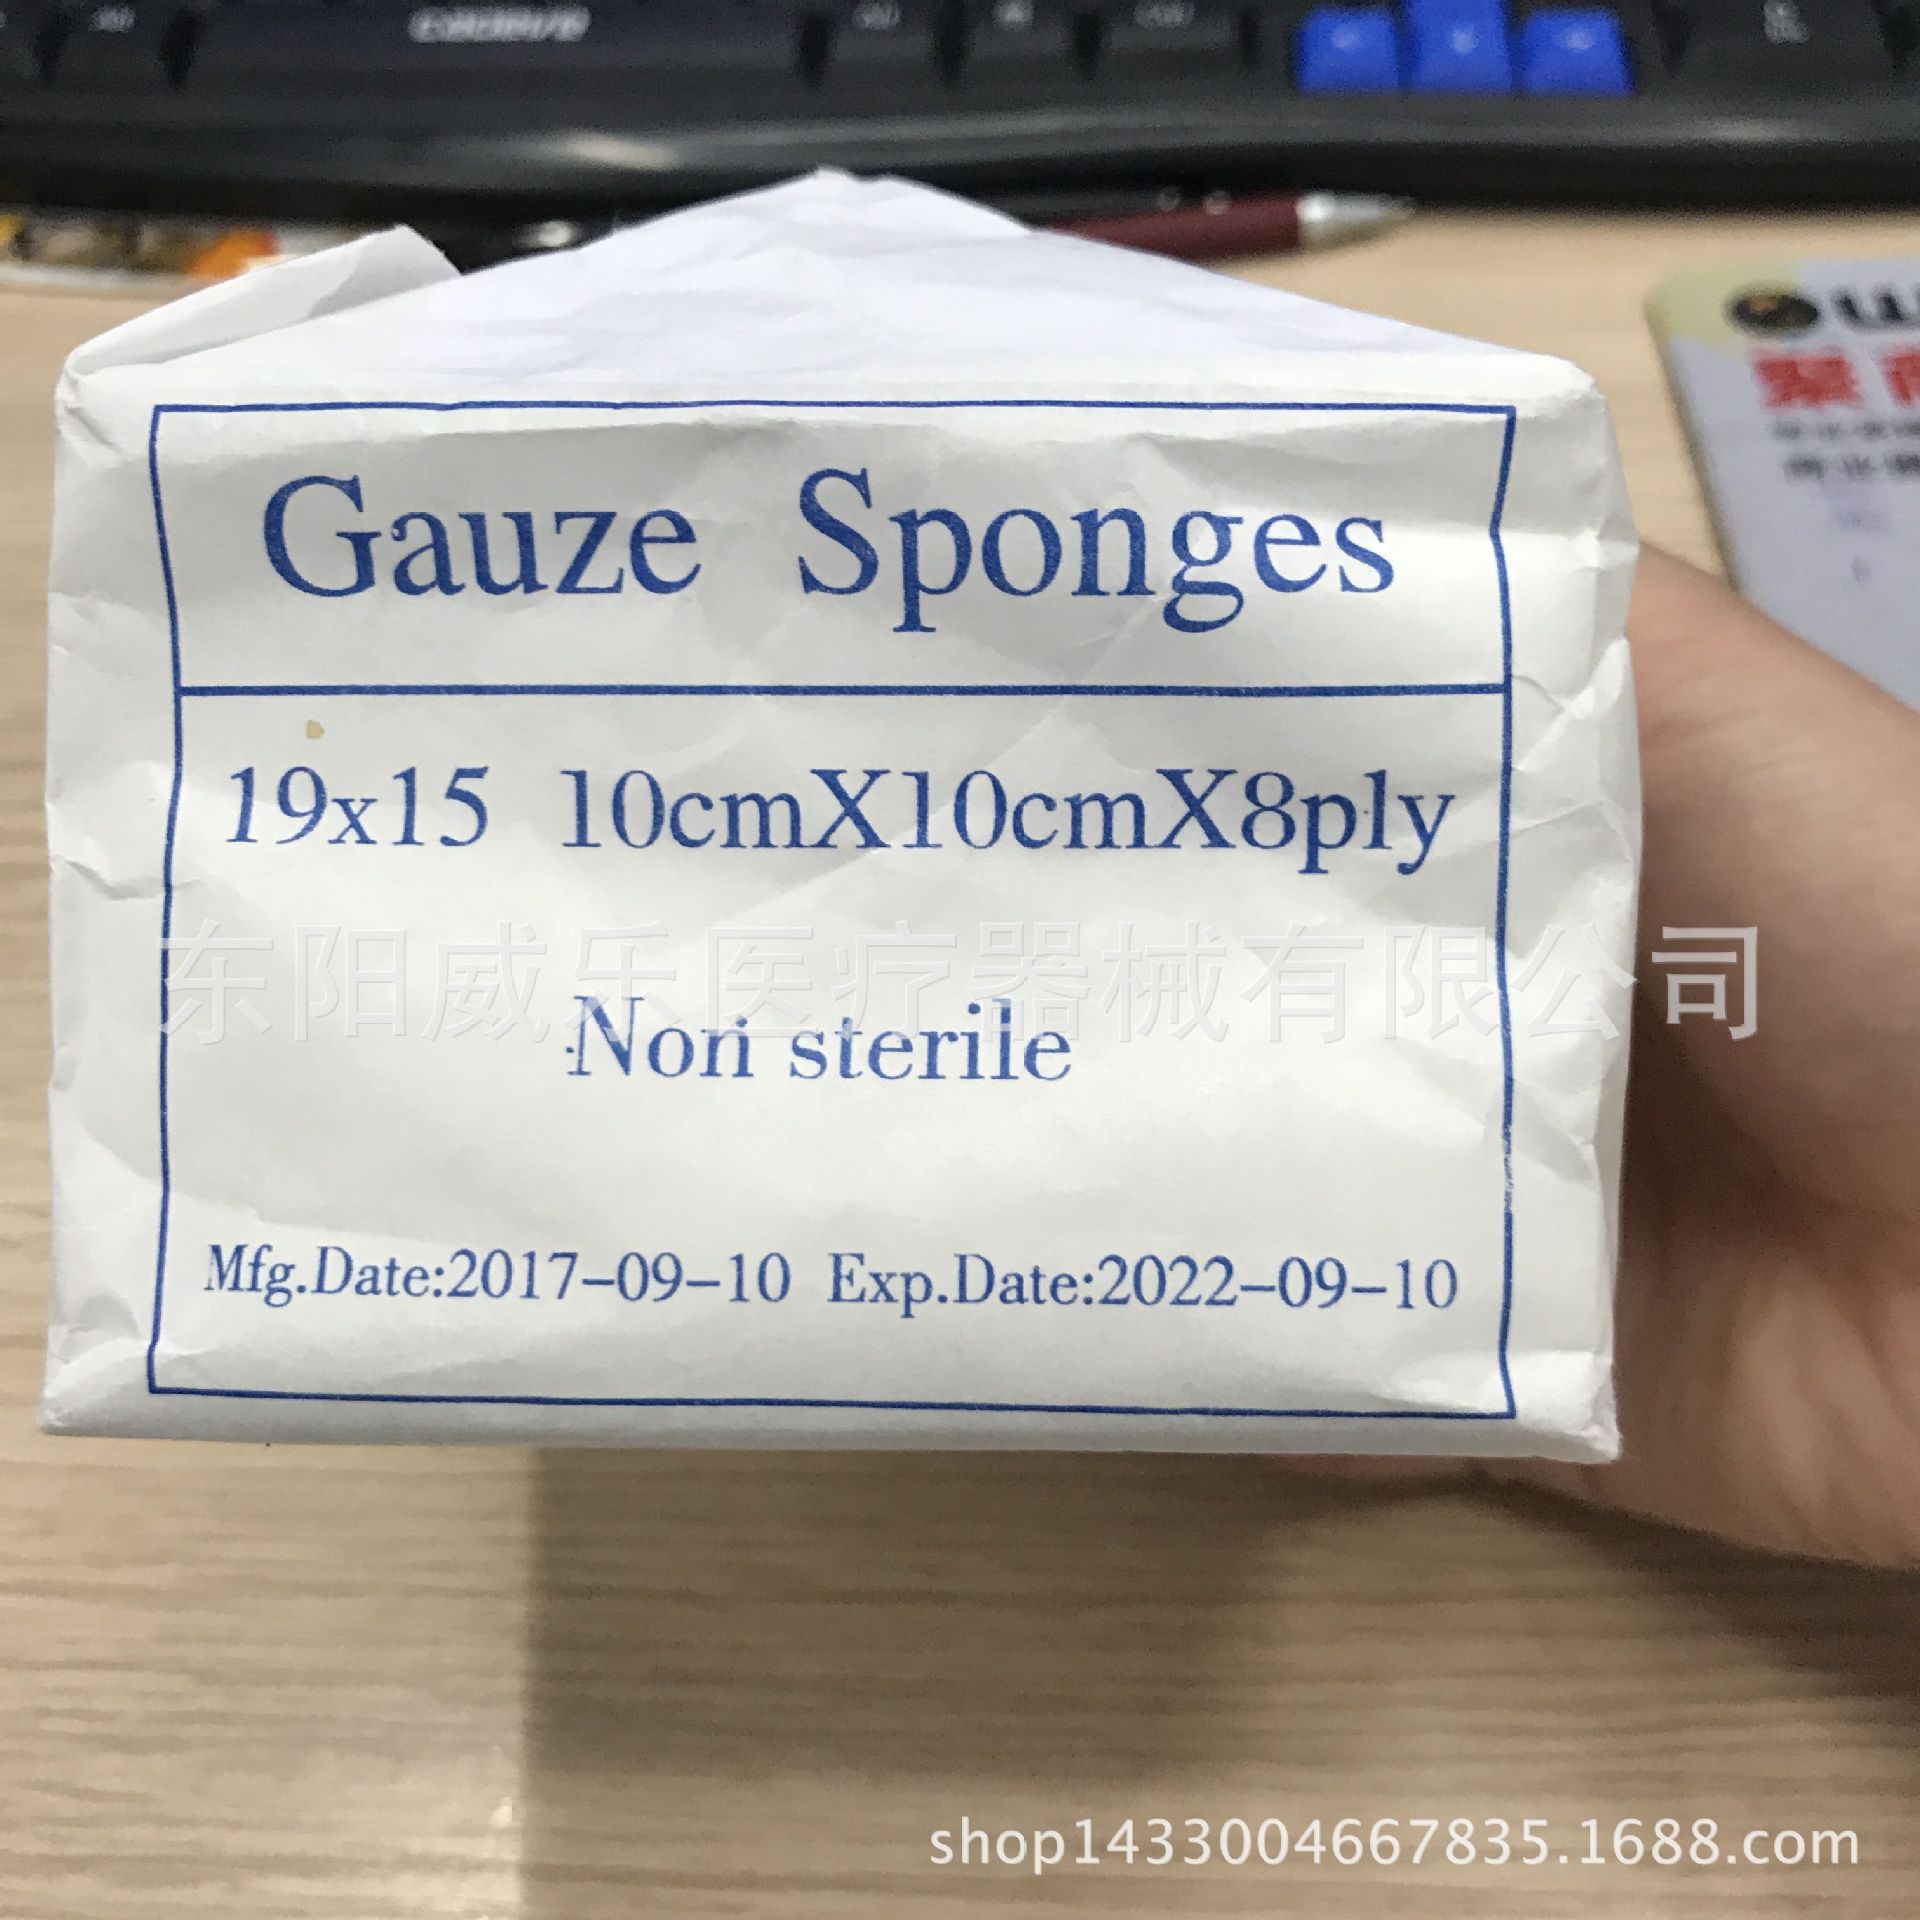 Gauze Sponges
19x15 10cmX10cmX8ply
东阳威乐医疗器械有限公司
Non sterile
Mfg.Date:2017-09-10 Exp.Date:2022-09-10
shop1433004667835.1688.com